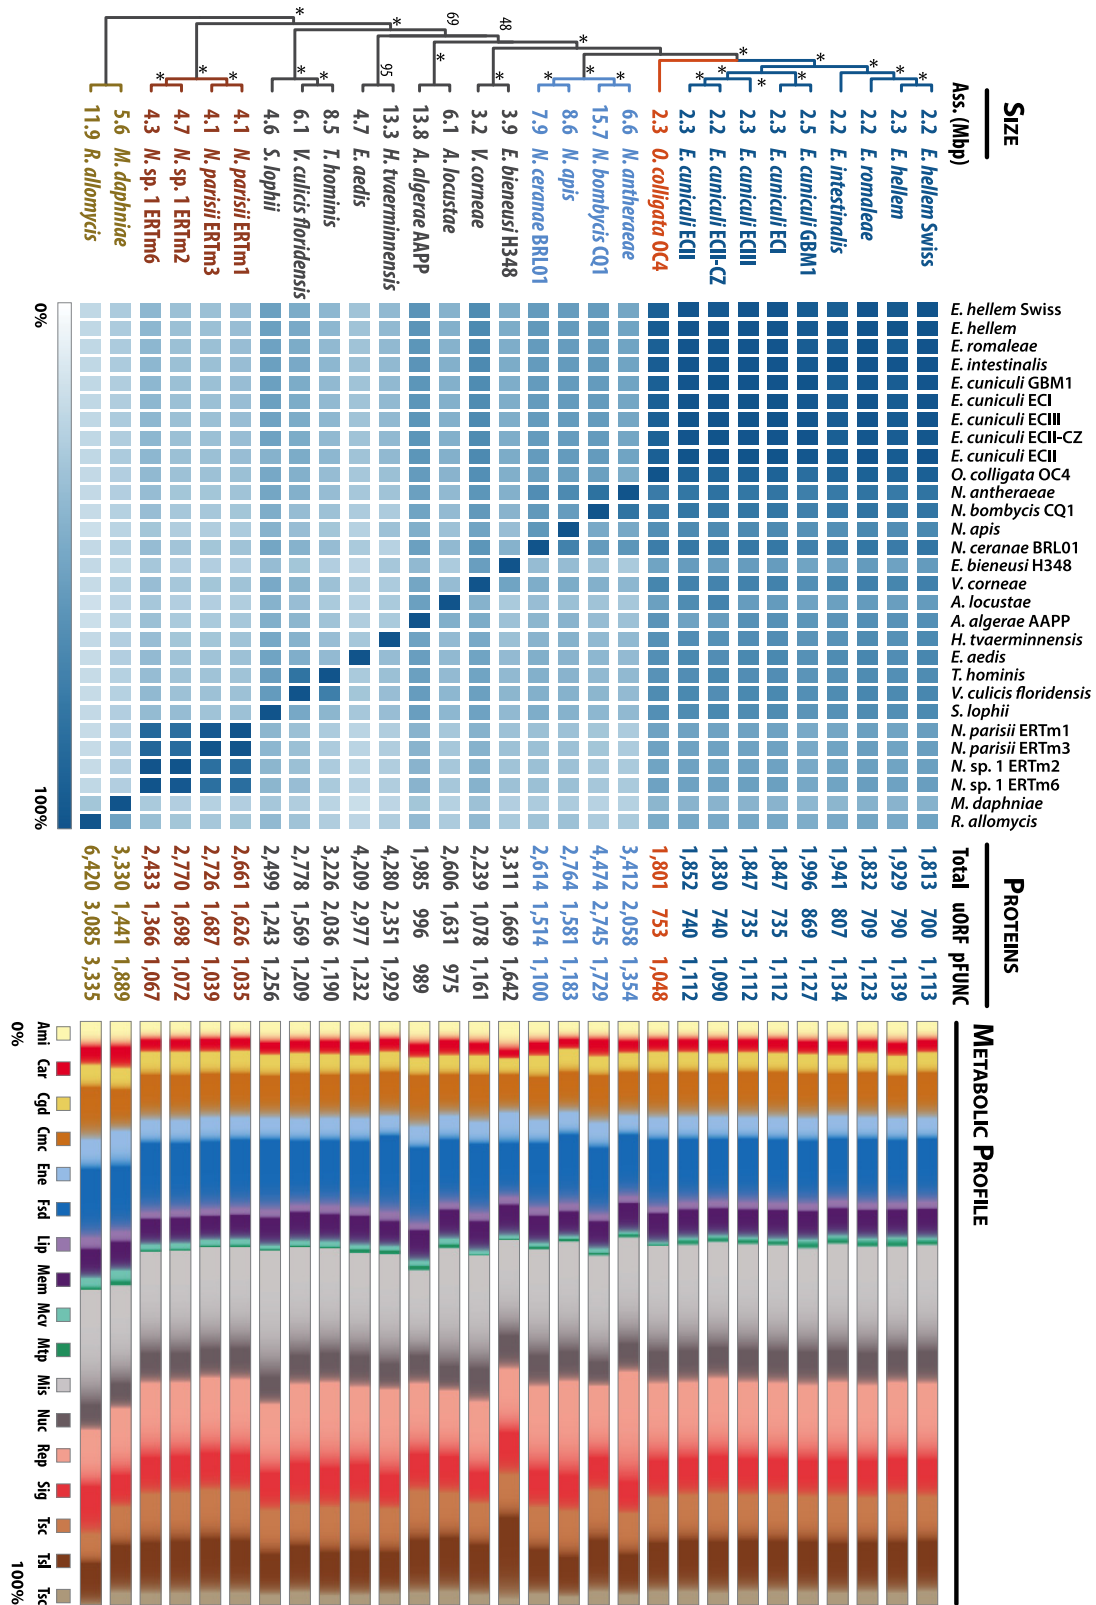 SIZE
Ass. (Mbp)
2.2 E. hellem Swiss
2.3 E. hellem
2.2 E. romaleae
2.2 E. intestinalis
2.5 E. cuniculi GBM1
2.3 E. cuniculi ECI
2.3 E. cuniculi ECIII
2.2 E. cuniculi ECII-CZ
2.3 E. cuniculi ECII
2.3 O. colligata OC4
6.6 N. antheraeae
15.7 N. bombycis CQ1
8.6 N. apis
7.9 N. ceranae BRL01
3.9 E. bieneusi H348
3.2 V. corneae
6.1 A. locustae
13.8 A. algerae AAPP
13.3 H. tvaerminnensis
4.7 E. aedis
8.5 T. hominis
6.1 V. culicis floridensis
4.6 S. lophii
4.1 N. parisii ERTm1
4.1 N. parisii ERTm3
4.7 N. sp. 1 ERTm2
4.3 N. sp. 1 ERTm6
5.6 M. daphniae
11.9 R. allomycis
* * * * * * * * * * * * * * * * * * * * * * * * *
48
69
95
E. hellem Swiss
E. hellem
E. romaleae
E. intestinalis
E. cuniculi GBM1
E. cuniculi ECI
E. cuniculi ECIII
E. cuniculi ECII-CZ
E. cuniculi ECII
O. colligata OC4
N. antheraeae
N. bombycis CQ1
N. apis
N. ceranae BRL01
E. bieneusi H348
V. corneae
A. locustae
A. algerae AAPP
H. tvaerminnensis
E. aedis
T. hominis
V. culicis floridensis
S. lophii
N. parisii ERTm1
N. parisii ERTm3
N. sp. 1 ERTm2
N. sp. 1 ERTm6
M. daphniae
R. allomycis
0% 100%
PROTEINS
Total uORF pFUNC
1,813 700 1,113
1,929 790 1,139
1,832 709 1,123
1,941 807 1,134
1,996 869 1,127
1,847 735 1,112
1,847 735 1,112
1,830 740 1,090
1,852 740 1,112
1,801 753 1,048
3,412 2,058 1,354
4,474 2,745 1,729
2,764 1,581 1,183
2,614 1,514 1,100
3,311 1,669 1,642
2,239 1,078 1,161
2,606 1,631 975
1,985 996 989
4,280 2,351 1,929
4,209 2,977 1,232
3,226 2,036 1,190
2,778 1,569 1,209
2,499 1,243 1,256
2,661 1,626 1,035
2,726 1,687 1,039
2,770 1,698 1,072
2,433 1,366 1,067
3,330 1,441 1,889
6,420 3,085 3,335
METABOLIC PROFILE
Ami Car Cgd Cmc Ene Fsd Lip Mem Mcv Mtp Mis Nuc Rep Sig Tsc Tsl Tsc
0% 100%